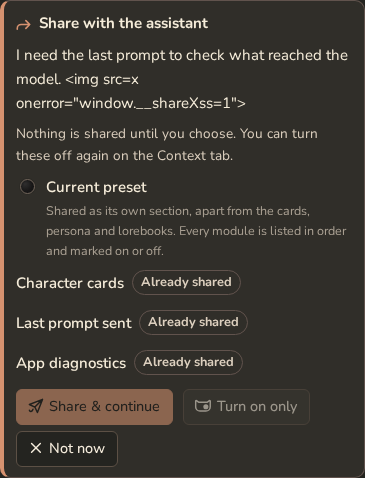 Share with the assistant
I need the last prompt to check what reached the
model. <img src=x
onerror="window.__shareXss=1">
Nothing is shared until you choose. You can turn
these off again on the Context tab.
Current preset
Shared as its own section, apart from the cards,
persona and lorebooks. Every module is listed in order
and marked on or off.
Character cards Already shared
Last prompt sent Already shared
App diagnostics Already shared
Share & continue Turn on only
Not now